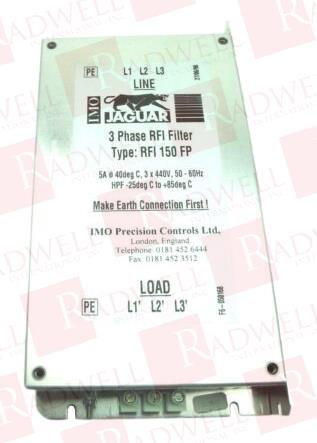 PE L1 L2 L3
LINE
IMO JAGUAR
3 Phase RFI Filter
Type: RFI 150 FP
5A @ 40deg C, 3 x 440V, 50 - 60Hz
HPF -25deg C to +85deg C
Make Earth Connection First !
IMO Precision Controls Ltd,
London, England
Telephone 0181 452 6444
Fax 0181 452 3512
LOAD
PE L1' L2' L3'
RADWELL